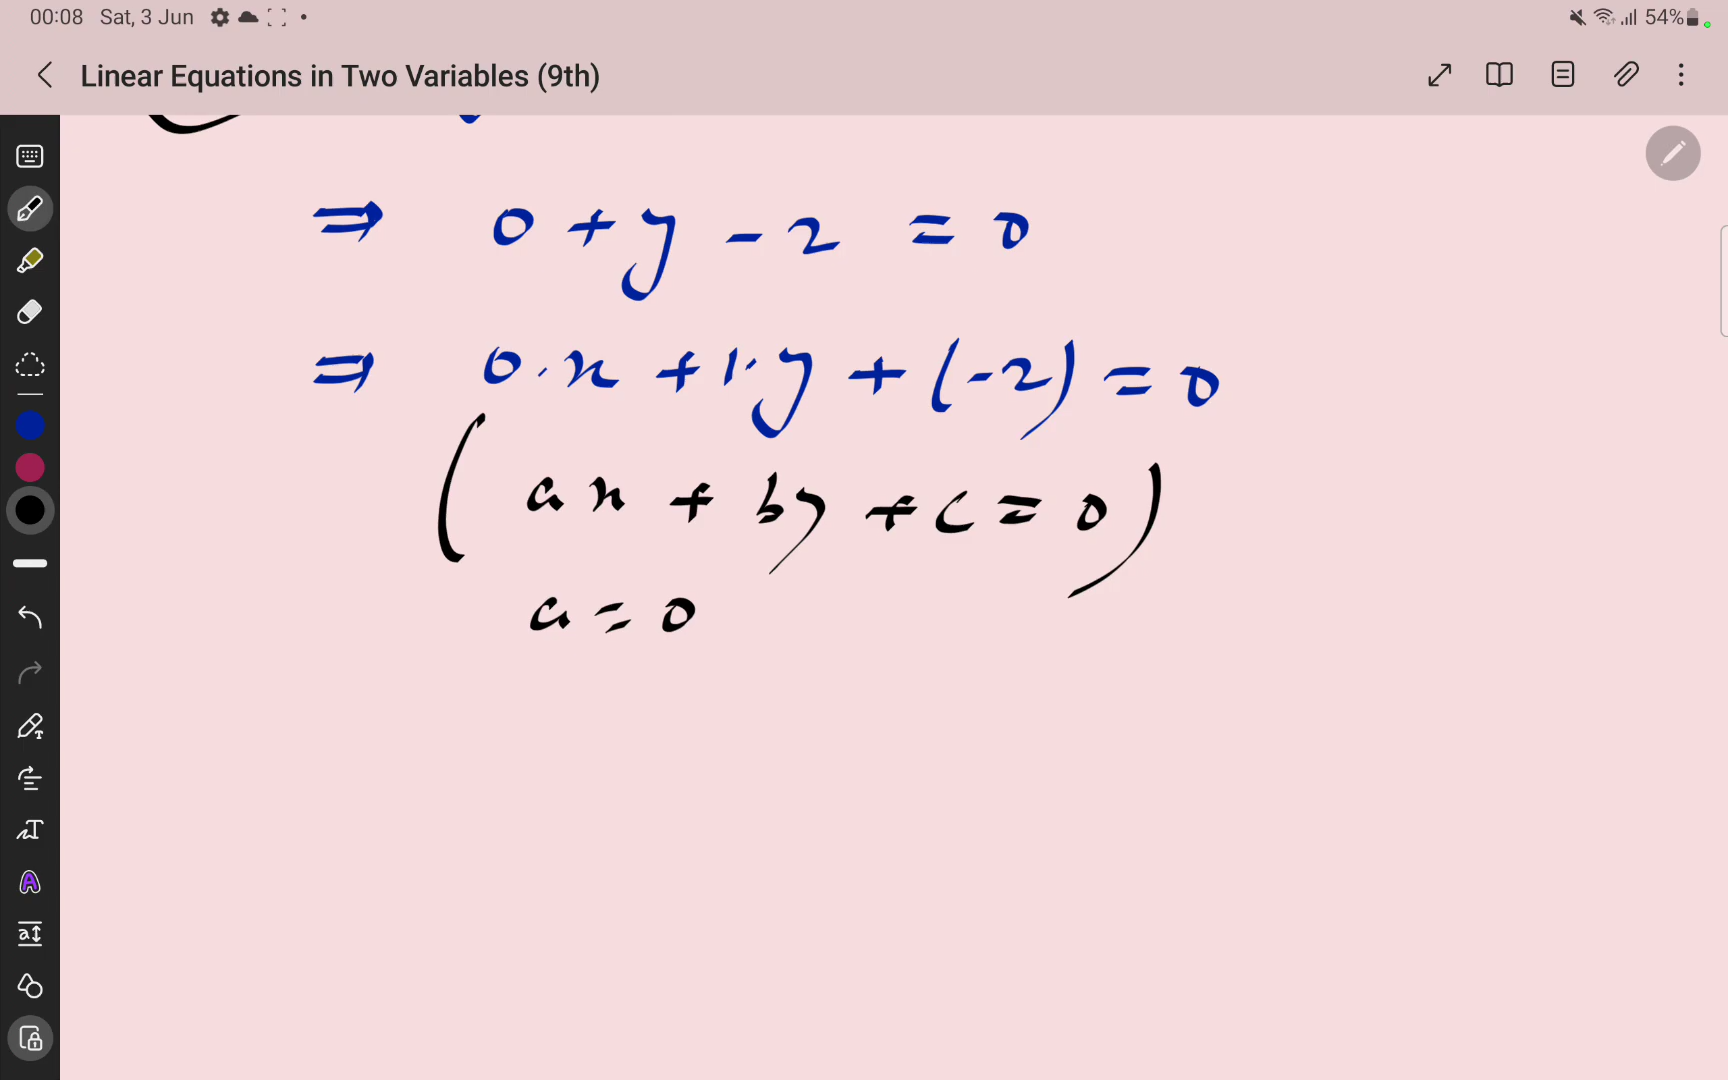 00:08 Sat, 3 Jun 54%
Linear Equations in Two Variables (9th)
⇒ 0 + y - 2 = 0
⇒ 0·x + 1·y + (-2) = 0
(ax + by + c = 0)
a = 0